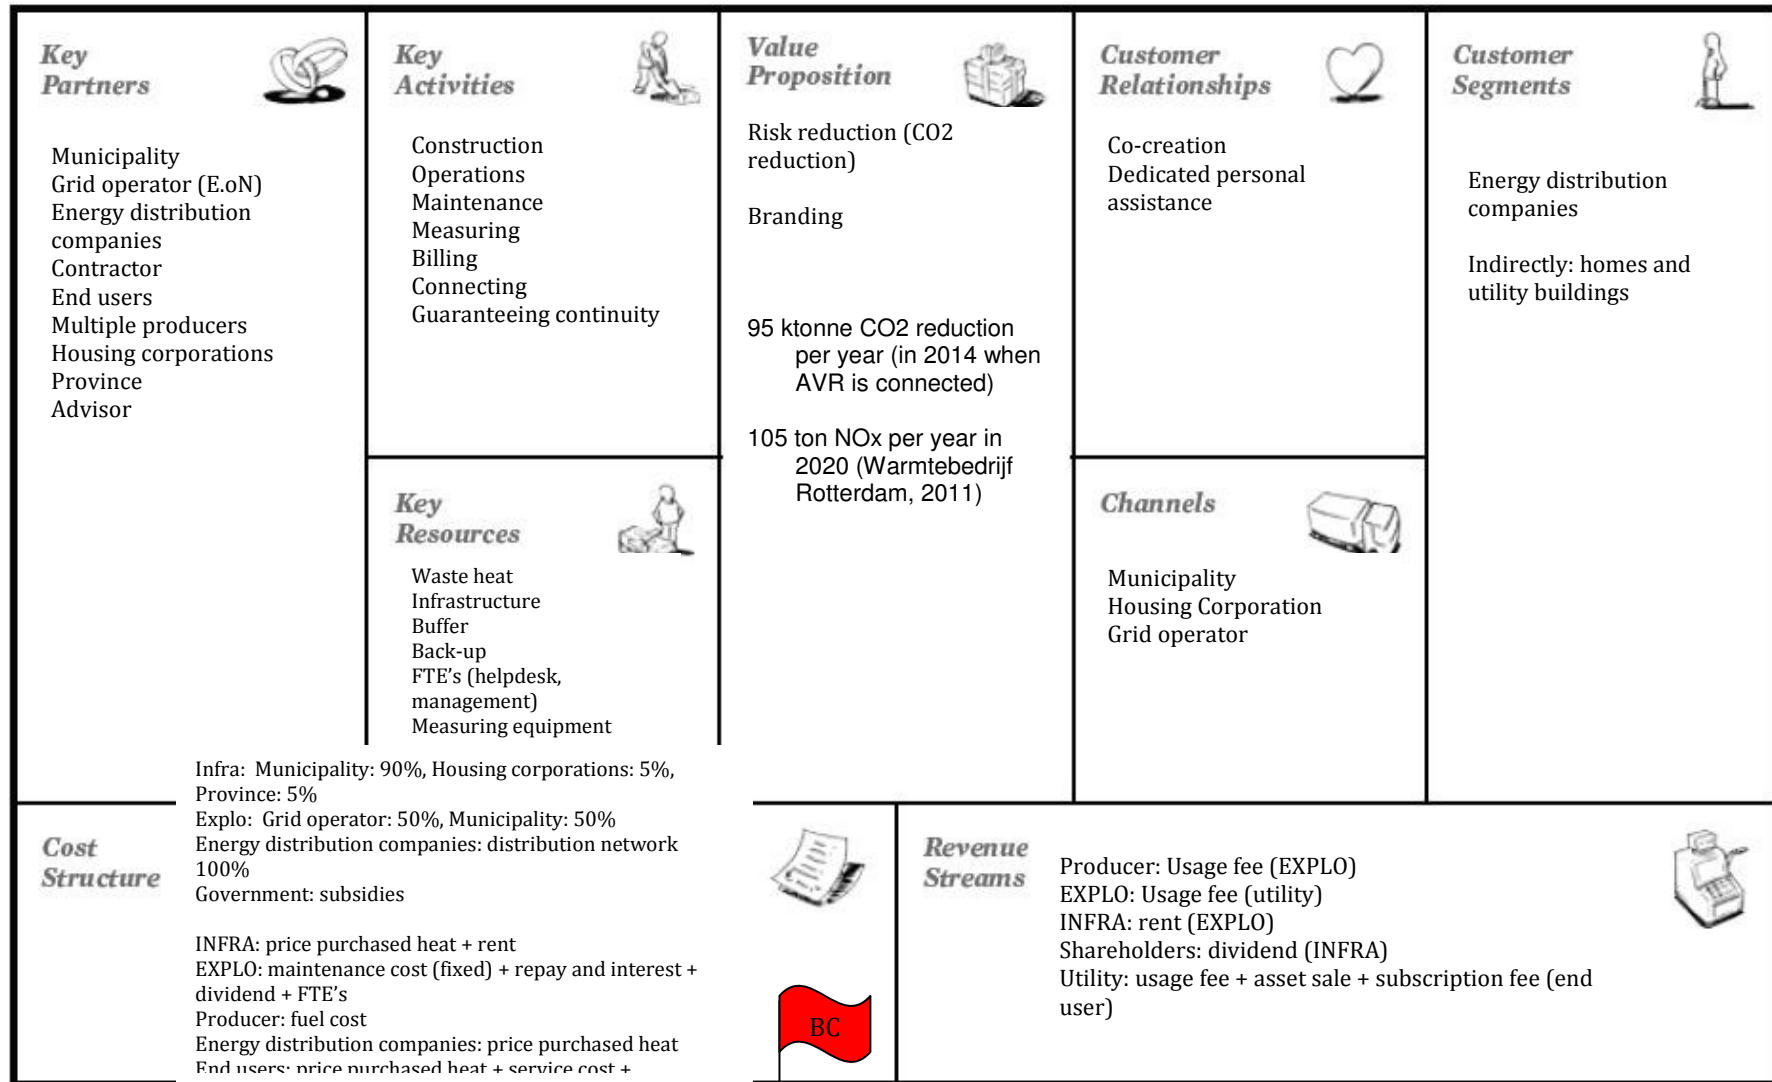 Key
Partners
Municipality
Grid operator (E.oN)
Energy distribution
companies
Contractor
End users
Multiple producers
Housing corporations
Province
Advisor
Key
Activities
Construction
Operations
Maintenance
Measuring
Billing
Connecting
Guaranteeing continuity
Key
Resources
Waste heat
Infrastructure
Buffer
Back-up
FTE’s (helpdesk,
management)
Measuring equipment
Value
Proposition
Risk reduction (CO2
reduction)
Branding
95 ktonne CO2 reduction
per year (in 2014 when
AVR is connected)
105 ton NOx per year in
2020 (Warmtebedrijf
Rotterdam, 2011)
Customer
Relationships
Co-creation
Dedicated personal
assistance
Channels
Municipality
Housing Corporation
Grid operator
Customer
Segments
Energy distribution
companies
Indirectly: homes and
utility buildings
Cost
Structure
Infra:  Municipality: 90%, Housing corporations: 5%,
Province: 5%
Explo:  Grid operator: 50%, Municipality: 50%
Energy distribution companies: distribution network
100%
Government: subsidies
INFRA: price purchased heat + rent
EXPLO: maintenance cost (fixed) + repay and interest +
dividend + FTE’s
Producer: fuel cost
Energy distribution companies: price purchased heat
End users: price purchased heat + service cost +
BC
Revenue
Streams
Producer: Usage fee (EXPLO)
EXPLO: Usage fee (utility)
INFRA: rent (EXPLO)
Shareholders: dividend (INFRA)
Utility: usage fee + asset sale + subscription fee (end
user)